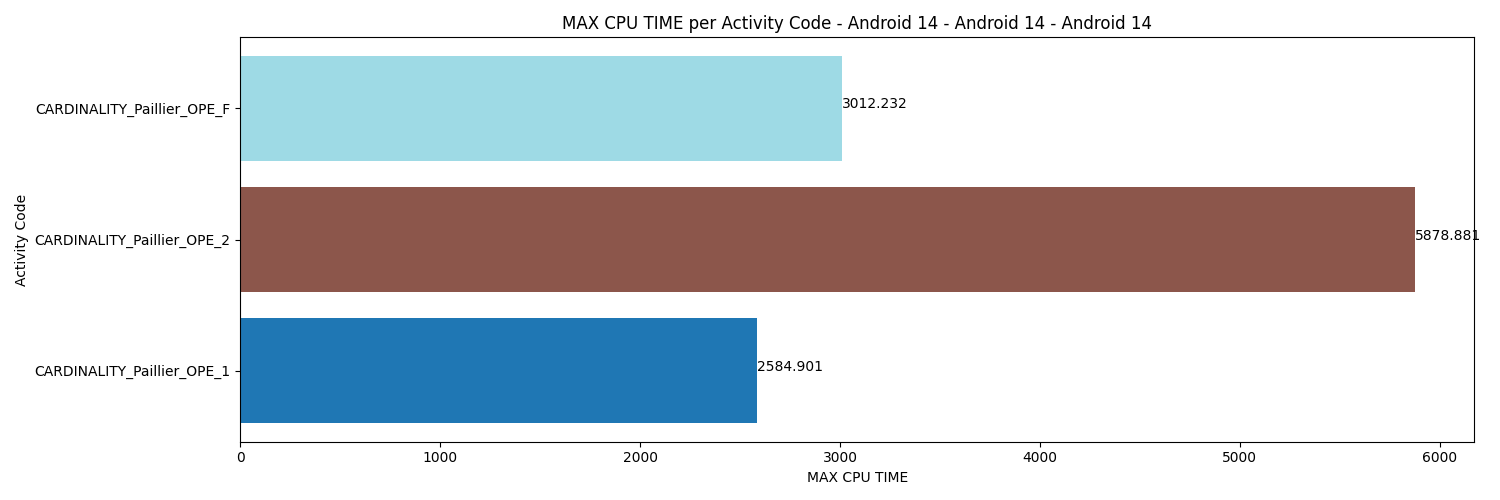 MAX CPU TIME per Activity Code - Android 14 - Android 14 - Android 14
Activity Code
CARDINALITY_Paillier_OPE_F
3012.232
CARDINALITY_Paillier_OPE_2
5878.881
CARDINALITY_Paillier_OPE_1
2584.901
0 1000 2000 3000 4000 5000 6000
MAX CPU TIME